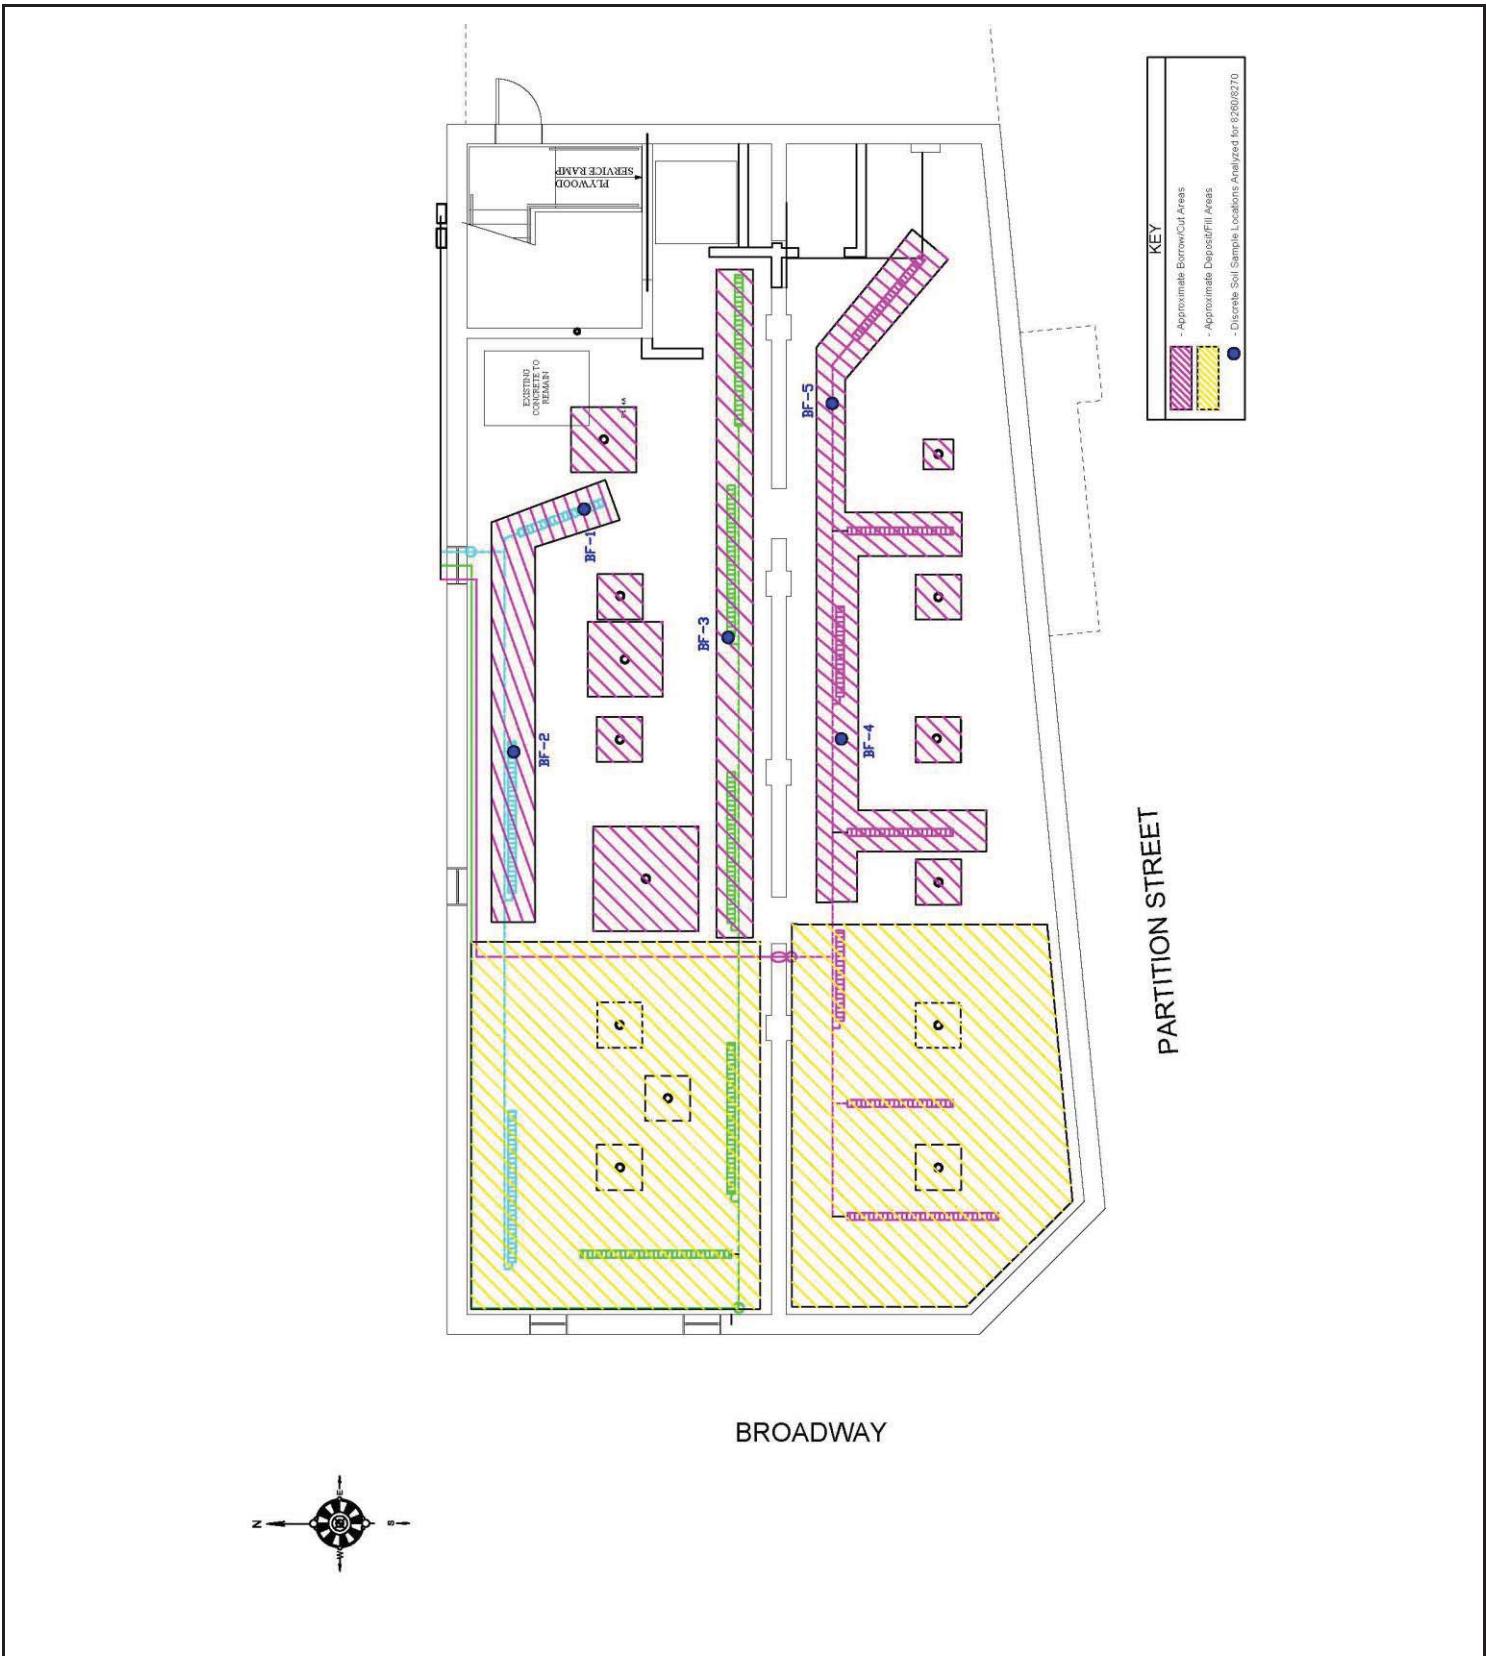 PLYWOOD
SERVICE RAMP
EXISTING
CONCRETE TO
REMAIN
BF-1
BF-2
BF-3
BF-4
BF-5
KEY
- Approximate Borrow/Cut Areas
- Approximate Deposit/Fill Areas
- Discrete Soil Sample Locations Analyzed for 8260/8270
PARTITION STREET
BROADWAY
N
E
S
W